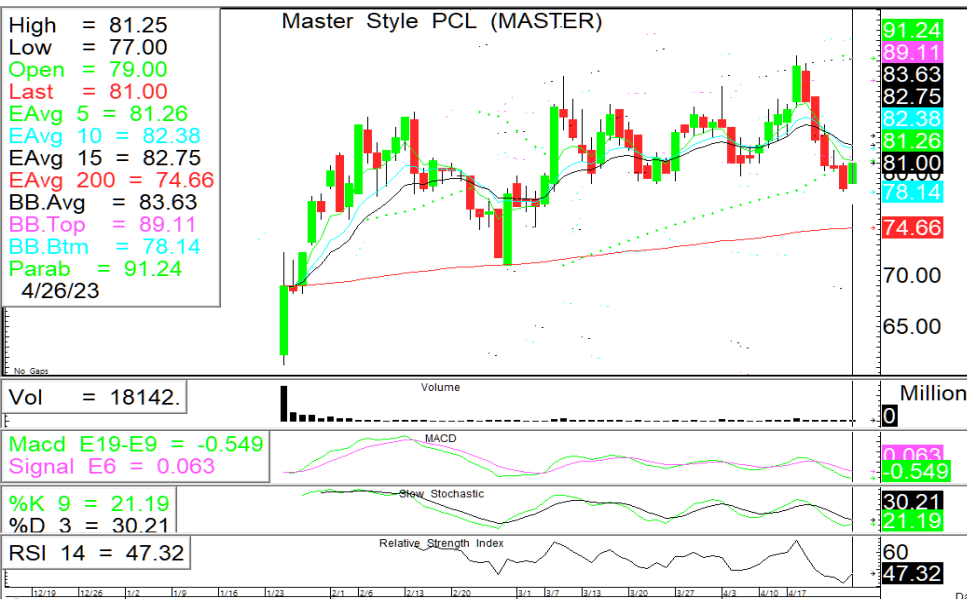 Master Style PCL (MASTER)
High = 81.25
Low = 77.00
Open = 79.00
Last = 81.00
EAvg 5 = 81.26
EAvg 10 = 82.38
EAvg 15 = 82.75
EAvg 200 = 74.66
BB.Avg = 83.63
BB.Top = 89.11
BB.Btm = 78.14
Parab = 91.24
4/26/23
91.24
89.11
83.63
82.75
82.38
81.26
81.00
80.00
78.14
74.66
70.00
65.00
No Gaps
Volume
Vol = 18142.
Million
0
MACD
Macd E19-E9 = -0.549
Signal E6 = 0.063
0.063
-0.549
Slow Stochastic
%K 9 = 21.19
%D 3 = 30.21
30.21
21.19
Relative Strength Index
RSI 14 = 47.32
60
47.32
12/19 12/26 1/2 1/9 1/16 1/23 2/1 2/6 2/13 2/20 3/1 3/7 3/13 3/20 3/27 4/3 4/10 4/17